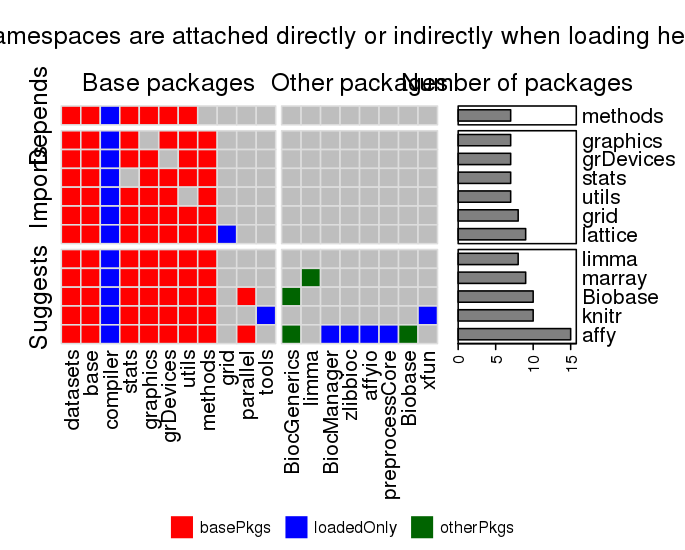 amespaces are attached directly or indirectly when loading he
Base packages
Other packages
Number of packages
Depends
Imports
Suggests
methods
graphics
grDevices
stats
utils
grid
lattice
limma
marray
Biobase
knitr
affy
datasets
base
compiler
stats
graphics
grDevices
utils
methods
grid
parallel
tools
BiocGenerics
limma
BiocManager
zlibbioc
affyio
preprocessCore
Biobase
xfun
0
5
10
15
basePkgs
loadedOnly
otherPkgs